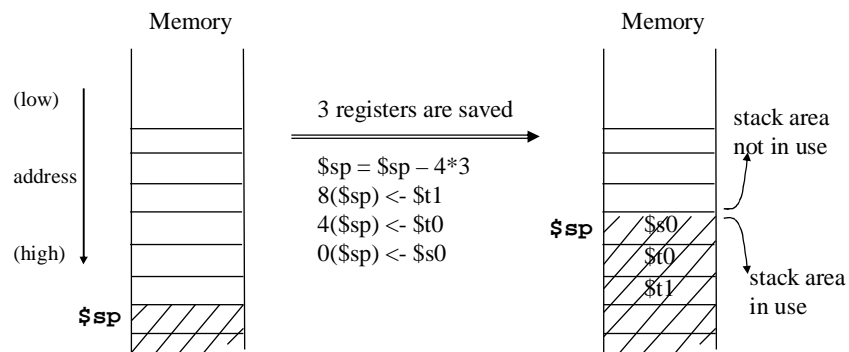 Memory
(low)
address
(high)
$sp
3 registers are saved
$sp = $sp – 4*3
8($sp) <- $t1
4($sp) <- $t0
0($sp) <- $s0
Memory
$sp
$s0
$t0
$t1
stack area
not in use
stack area
in use